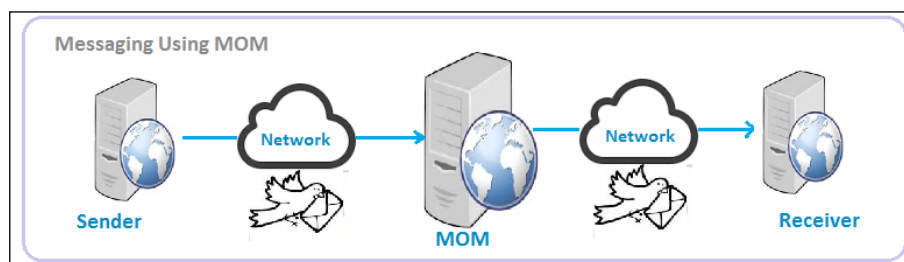 Messaging Using MOM
Network
Network
Sender
MOM
Receiver